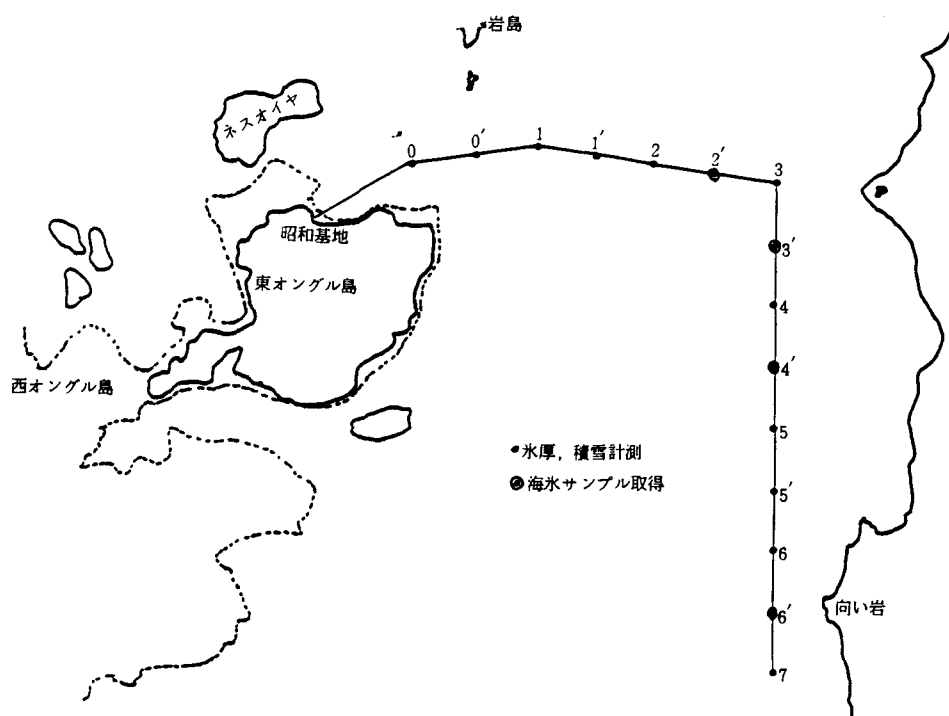 岩島
ネスオイヤ
0
0′
1
1′
2
2′
3
昭和基地
3′
東オングル島
4
4′
西オングル島
5
氷厚，積雪計測
海氷サンプル取得
5′
6
6′
向い岩
7